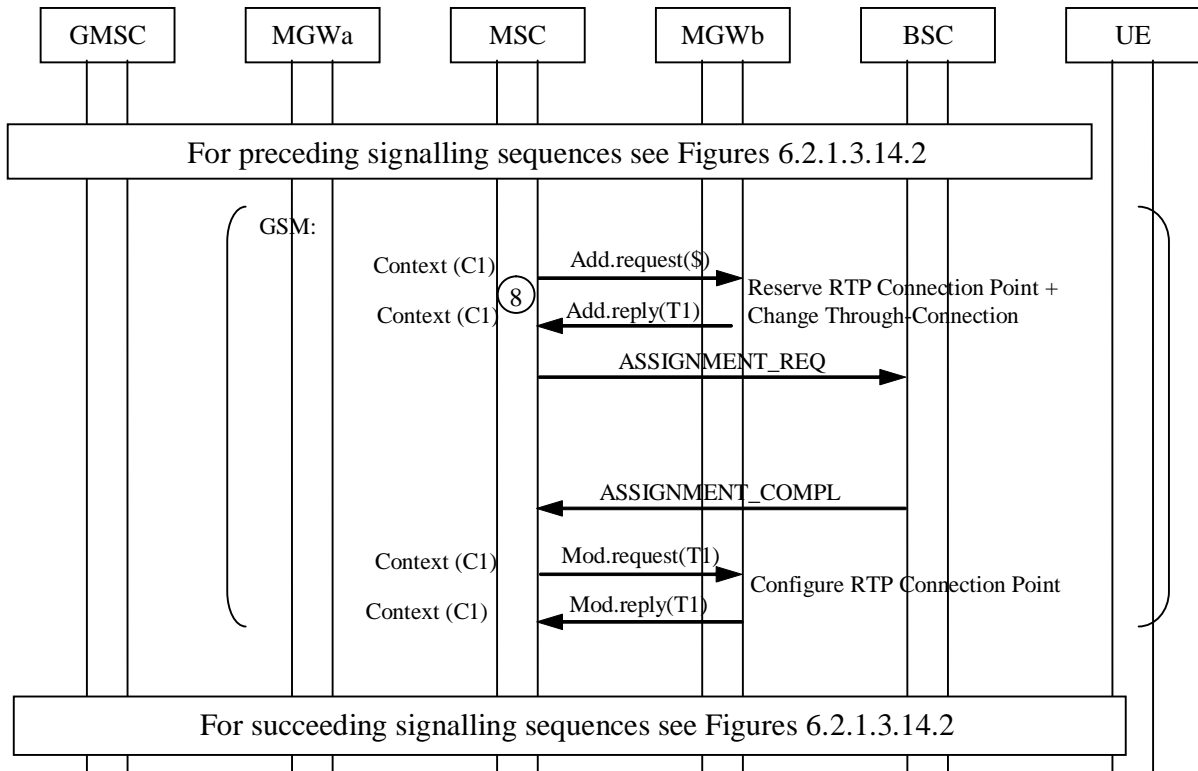 GMSC
MGWa
MSC
MGWb
BSC
UE
For preceding signalling sequences see Figures 6.2.1.3.14.2
GSM:
Context (C1)
Add.request($)
8
Reserve RTP Connection Point +
Change Through-Connection
Context (C1)
Add.reply(T1)
ASSIGNMENT_REQ
ASSIGNMENT_COMPL
Context (C1)
Mod.request(T1)
Configure RTP Connection Point
Context (C1)
Mod.reply(T1)
For succeeding signalling sequences see Figures 6.2.1.3.14.2